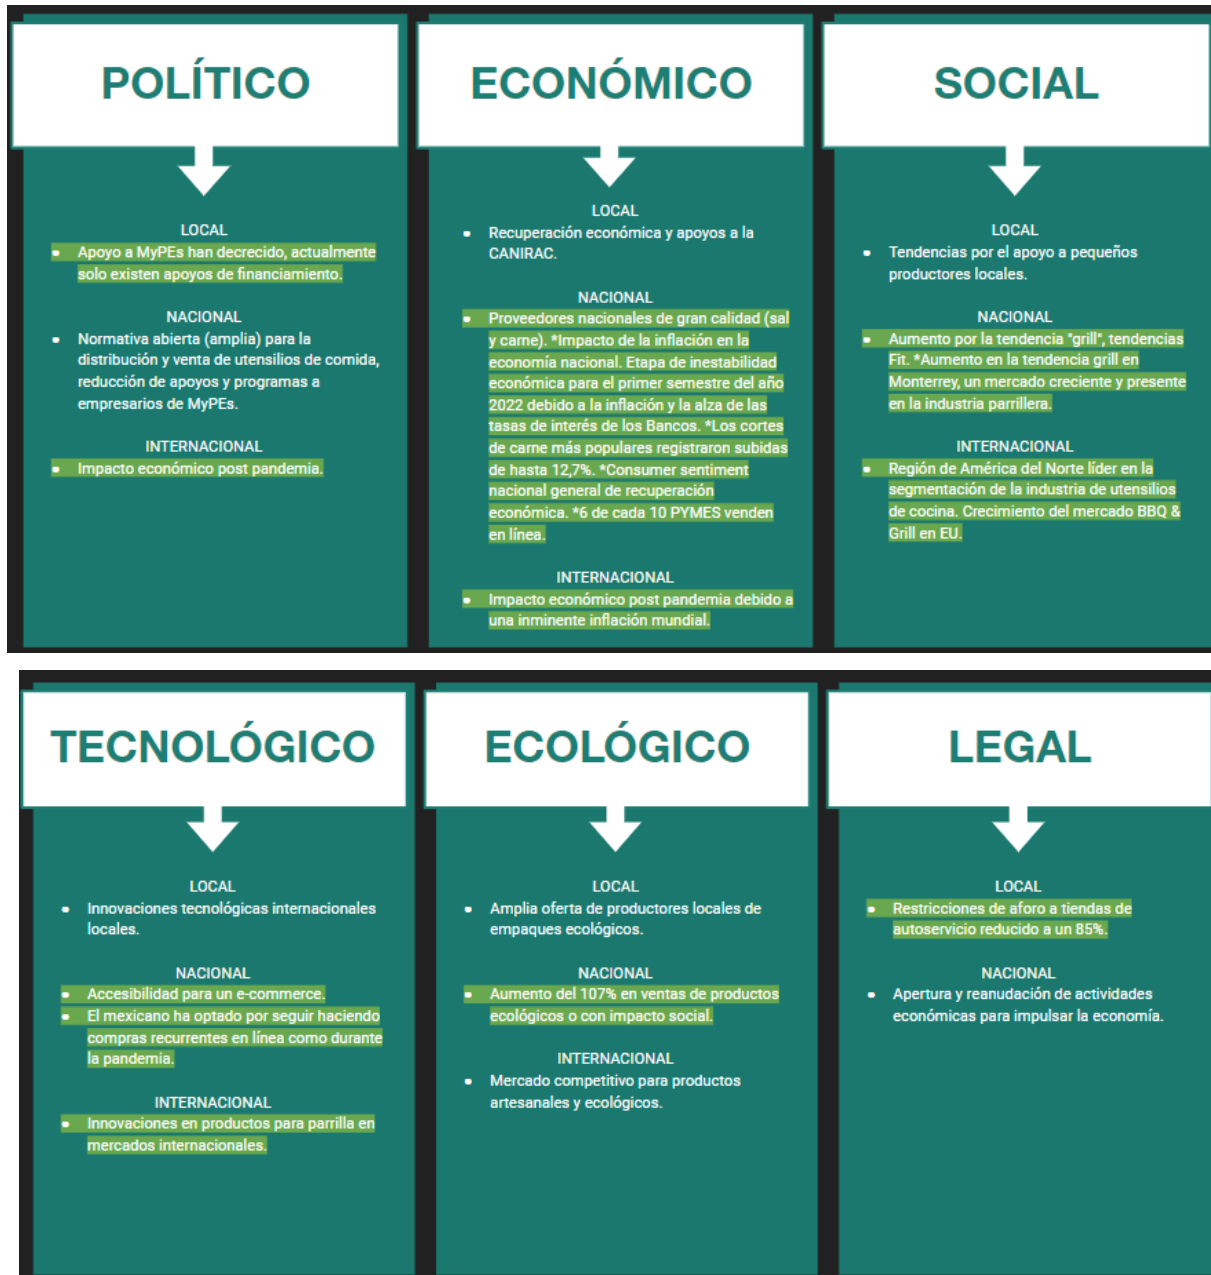 POLÍTICO
LOCAL
• Apoyo a MyPEs han decrecido, actualmente
solo existen apoyos de financiamiento.
NACIONAL
• Normativa abierta (amplia) para la
distribución y venta de utensilios de comida,
reducción de apoyos y programas a
empresarios de MyPEs.
INTERNACIONAL
• Impacto económico post pandemia.
ECONÓMICO
LOCAL
• Recuperación económica y apoyos a la
CANIRAC.
NACIONAL
• Proveedores nacionales de gran calidad (sal
y carne). *Impacto de la inflación en la
economía nacional. Etapa de inestabilidad
económica para el primer semestre del año
2022 debido a la inflación y la alza de las
tasas de interés de los Bancos. *Los cortes
de carne más populares registraron subidas
de hasta 12,7%. *Consumer sentiment
nacional general de recuperación
económica. *6 de cada 10 PYMES venden
en línea.
INTERNACIONAL
• Impacto económico post pandemia debido a
una inminente inflación mundial.
SOCIAL
LOCAL
• Tendencias por el apoyo a pequeños
productores locales.
NACIONAL
• Aumento por la tendencia "grill", tendencias
Fit. *Aumento en la tendencia grill en
Monterrey, un mercado creciente y presente
en la industria parrillera.
INTERNACIONAL
• Región de América del Norte líder en la
segmentación de la industria de utensilios
de cocina. Crecimiento del mercado BBQ &
Grill en EU.
TECNOLÓGICO
LOCAL
• Innovaciones tecnológicas internacionales
locales.
NACIONAL
• Accesibilidad para un e-commerce.
• El mexicano ha optado por seguir haciendo
compras recurrentes en línea como durante
la pandemia.
INTERNACIONAL
• Innovaciones en productos para parrilla en
mercados internacionales.
ECOLÓGICO
LOCAL
• Amplia oferta de productores locales de
empaques ecológicos.
NACIONAL
• Aumento del 107% en ventas de productos
ecológicos o con impacto social.
INTERNACIONAL
• Mercado competitivo para productos
artesanales y ecológicos.
LEGAL
LOCAL
• Restricciones de aforo a tiendas de
autoservicio reducido a un 85%.
NACIONAL
• Apertura y reanudación de actividades
económicas para impulsar la economía.